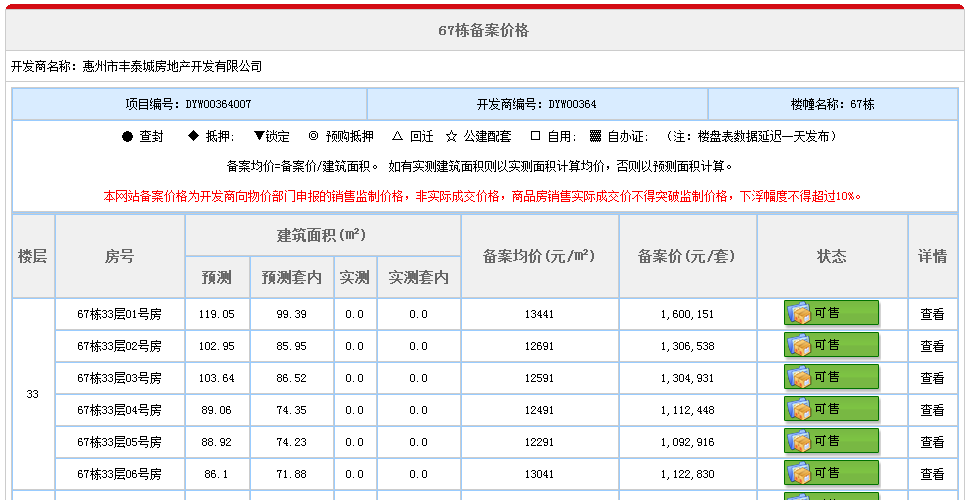 67栋备案价格
开发商名称: 惠州市丰泰城房地产开发有限公司
项目编号: DYW00364007 开发商编号: DYW00364 楼幢名称: 67栋
● 查封 ◆ 抵押; ▼锁定 ◎ 预购抵押 △ 回迁 ☆ 公建配套 □ 自用; ▩ 自办证; (注: 楼盘表数据延迟一天发布)
备案均价=备案价/建筑面积。 如有实测建筑面积则以实测面积计算均价, 否则以预测面积计算。
本网站备案价格为开发商向物价部门申报的销售监制价格, 非实际成交价格, 商品房销售实际成交价不得突破监制价格, 下浮幅度不得超过10%。
楼层 房号 建筑面积(m²) 备案均价(元/m²) 备案价(元/套) 状态 详情
预测 预测套内 实测 实测套内
67栋33层01号房 119.05 99.39 0.0 0.0 13441 1,600,151 可售 查看
67栋33层02号房 102.95 85.95 0.0 0.0 12691 1,306,538 可售 查看
67栋33层03号房 103.64 86.52 0.0 0.0 12591 1,304,931 可售 查看
33
67栋33层04号房 89.06 74.35 0.0 0.0 12491 1,112,448 可售 查看
67栋33层05号房 88.92 74.23 0.0 0.0 12291 1,092,916 可售 查看
67栋33层06号房 86.1 71.88 0.0 0.0 13041 1,122,830 可售 查看